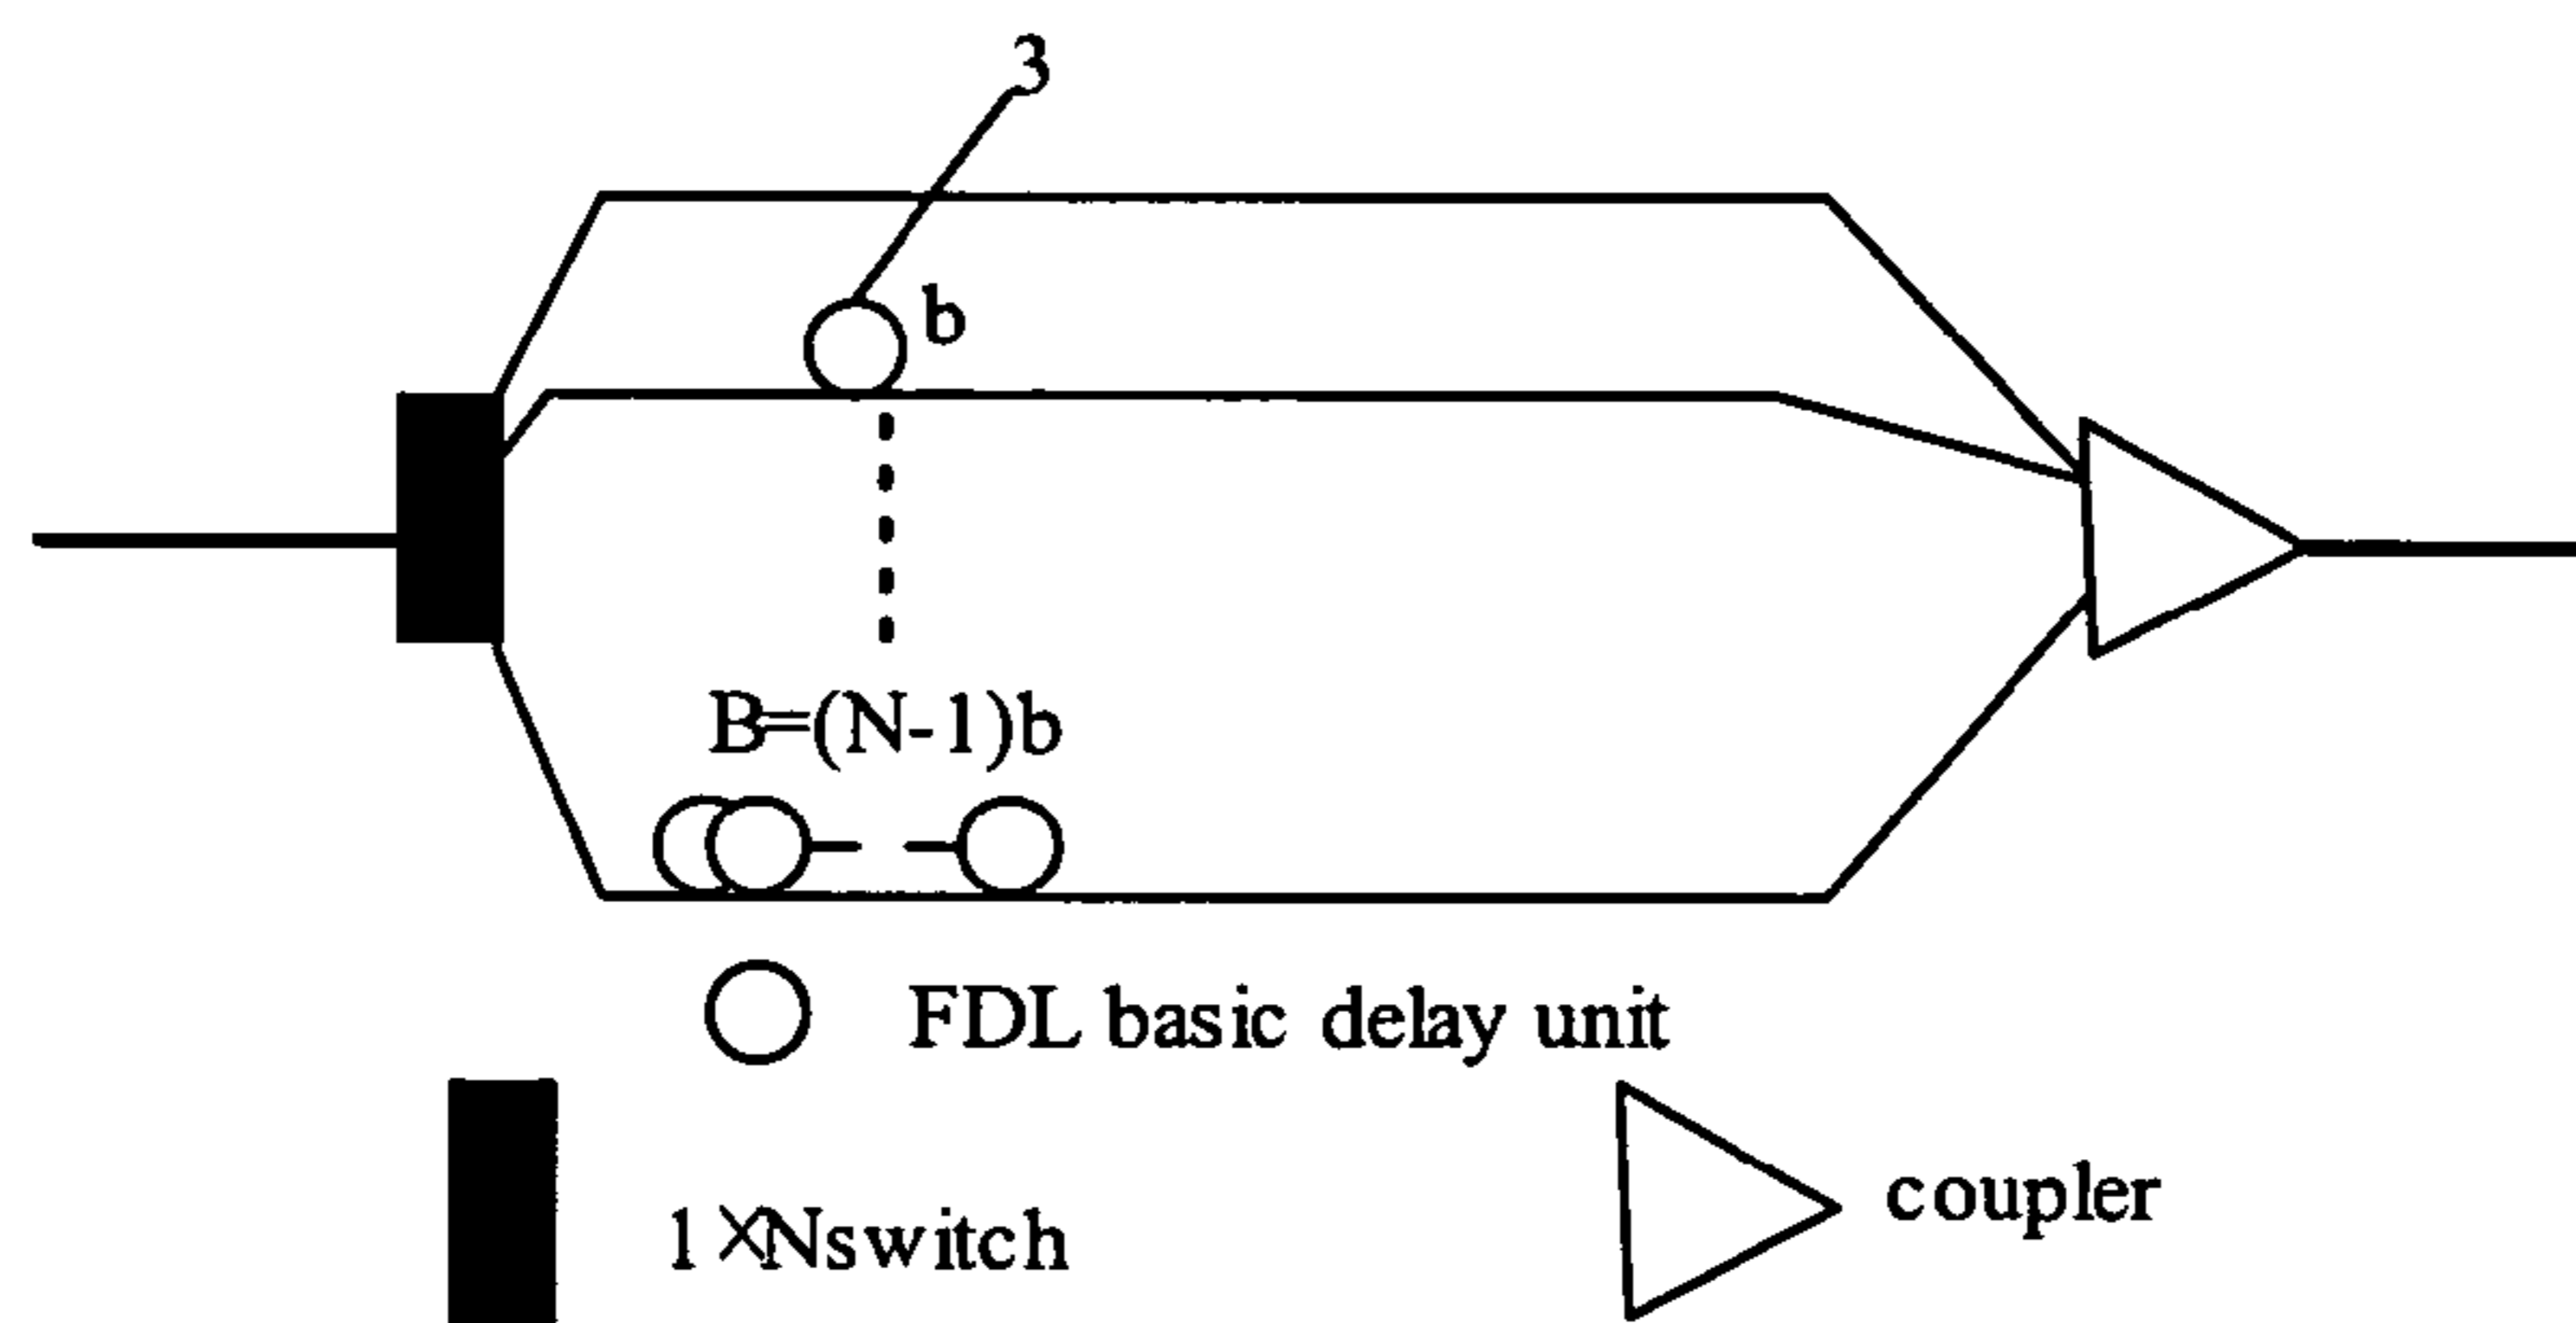 3
b
B=(N-1)b
FDL basic delay unit
1×Nswitch
coupler